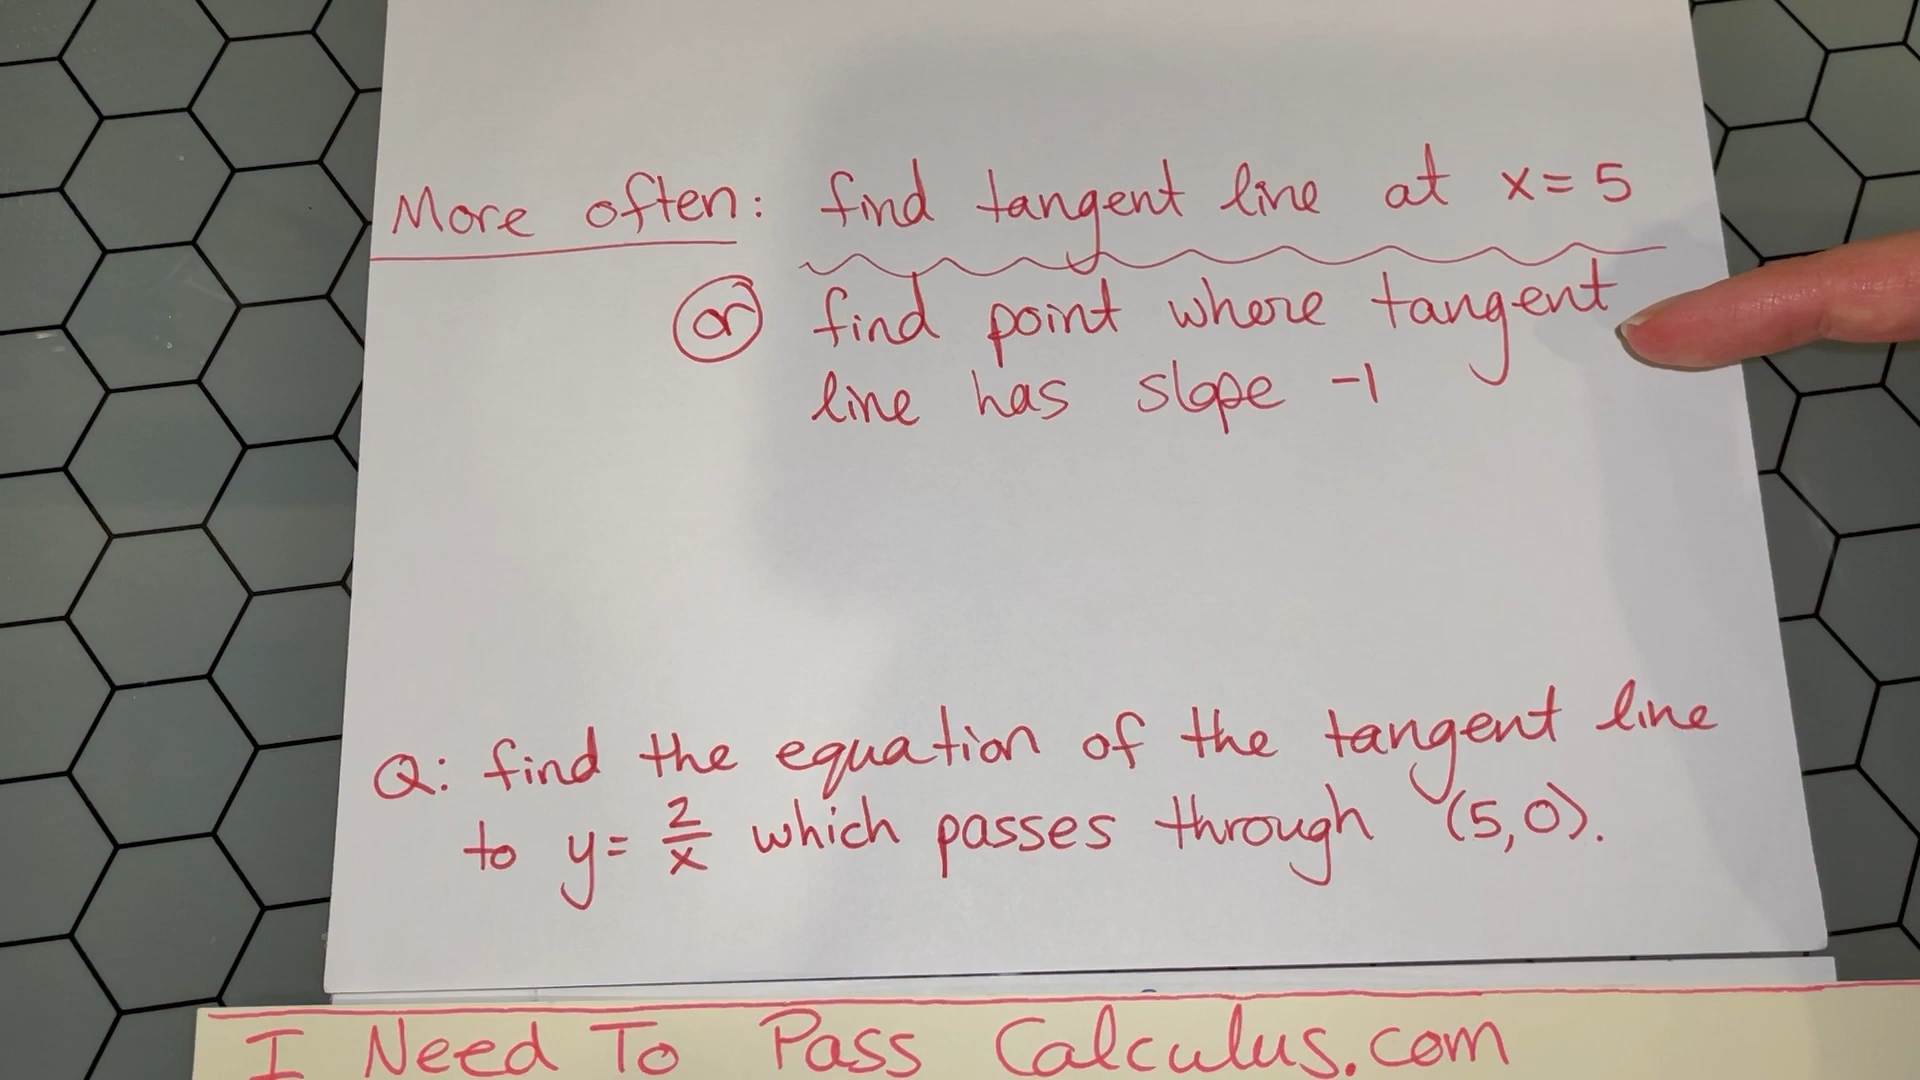 More often: find tangent line at x=5
or find point where tangent
line has slope -1
Q: find the equation of the tangent line
to y= 2/x which passes through (5,0).
I Need To Pass Calculus.com